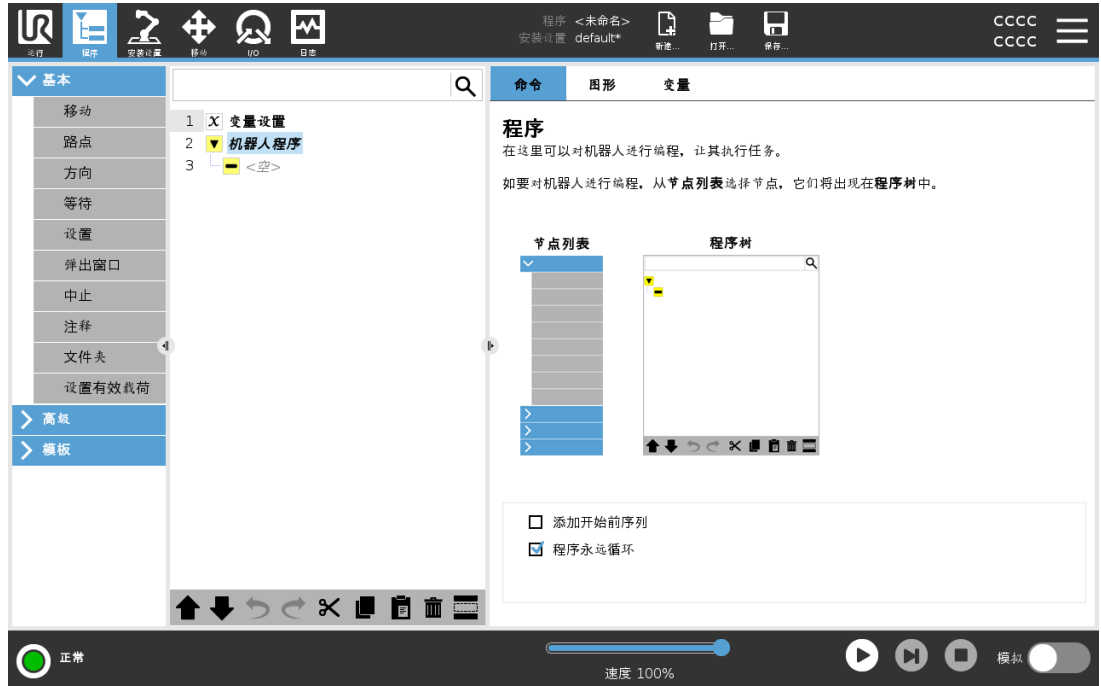 程序 <未命名>
安装设置 default*
CCCC
CCCC
运行 程序 安装设置 移动 I/O 日志 新建... 打开... 保存...
基本
移动
路点
方向
等待
设置
弹出窗口
中止
注释
文件夹
设置有效载荷
高级
模板
1 X 变量设置
2 机器人程序
3 <空>
命令 图形 变量
程序
在这里可以对机器人进行编程，让其执行任务。
如要对机器人进行编程，从节点列表选择节点，它们将出现在程序树中。
节点列表 程序树
添加开始前序列
程序永远循环
正常
速度 100%
模拟